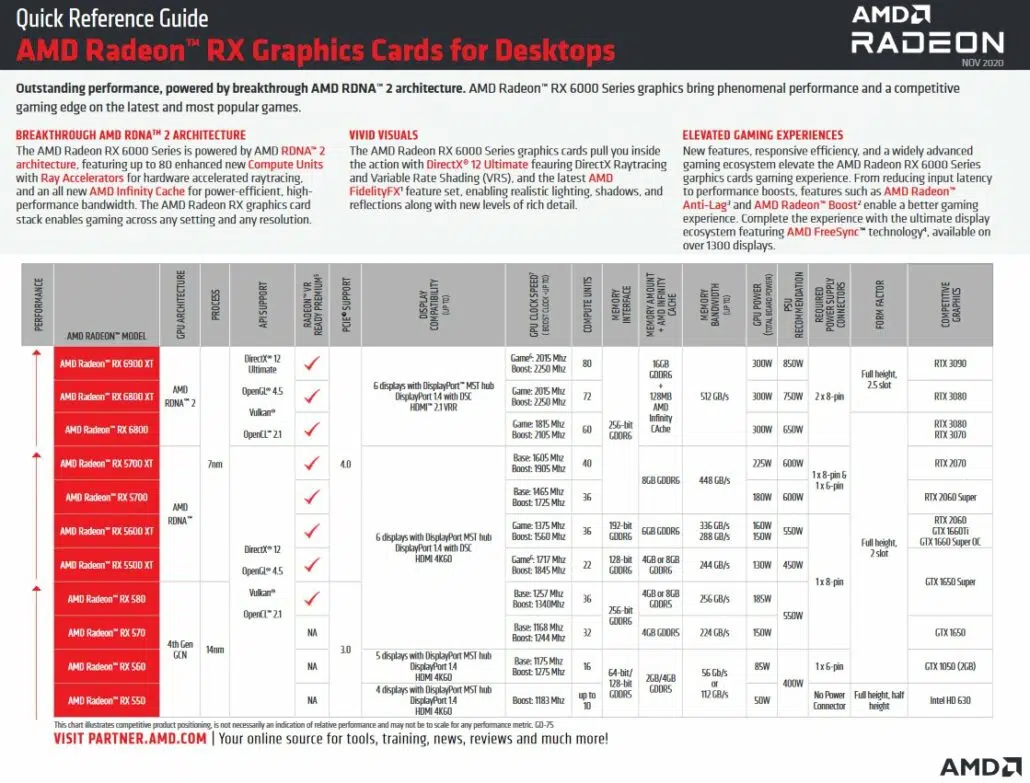 Quick Reference Guide
AMD Radeon™ RX Graphics Cards for Desktops
AMD
RADEON
NOV 2020
Outstanding performance, powered by breakthrough AMD RDNA™ 2 architecture. AMD Radeon™ RX 6000 Series graphics bring phenomenal performance and a competitive
gaming edge on the latest and most popular games.
BREAKTHROUGH AMD RDNA™ 2 ARCHITECTURE
The AMD Radeon RX 6000 Series is powered by AMD RDNA™ 2
architecture, featuring up to 80 enhanced new Compute Units
with Ray Accelerators for hardware accelerated raytracing,
and an all new AMD Infinity Cache for power-efficient, high-
performance bandwidth. The AMD Radeon RX graphics card
stack enables gaming across any setting and any resolution.
VIVID VISUALS
The AMD Radeon RX 6000 Series graphics cards pull you inside
the action with DirectX® 12 Ultimate feauring DirectX Raytracing
and Variable Rate Shading (VRS), and the latest AMD
FidelityFX¹ feature set, enabling realistic lighting, shadows, and
reflections along with new levels of rich detail.
ELEVATED GAMING EXPERIENCES
New features, responsive efficiency, and a widely advanced
gaming ecosystem elevate the AMD Radeon RX 6000 Series
garphics cards gaming experience. From reducing input latency
to performance boosts, features such as AMD Radeon™
Anti-Lag³ and AMD Radeon™ Boost² enable a better gaming
experience. Complete the experience with the ultimate display
ecosystem featuring AMD FreeSync™ technology⁴, available on
over 1300 displays.
PERFORMANCE
AMD RADEON™ MODEL
GPU ARCHITECTURE
PROCESS
API SUPPORT
RADEON™ VR
READY PREMIUM⁵
PCIE® SUPPORT
DISPLAY
COMPATIBILITY
(UP TO)
GPU CLOCK SPEED⁷
(BOOST CLOCK -UP TO)
COMPUTE UNITS
MEMORY
INTERFACE
MEMORY AMOUNT
+ AMD INFINITY
CACHE
MEMORY
BANDWIDTH
(UP TO)
GPU POWER
(TOTAL BOARD POWER)
PSU
RECOMMENDATION
REQUIRED
POWER SUPPLY
CONNECTORS
FORM FACTOR
COMPETITIVE
GRAPHICS
AMD Radeon™ RX 6900 XT
AMD Radeon™ RX 6800 XT
AMD Radeon™ RX 6800
AMD Radeon™ RX 5700 XT
AMD Radeon™ RX 5700
AMD Radeon™ RX 5600 XT
AMD Radeon™ RX 5500 XT
AMD Radeon™ RX 580
AMD Radeon™ RX 570
AMD Radeon™ RX 560
AMD Radeon™ RX 550
AMD
RDNA™ 2
AMD
RDNA™
4th Gen
GCN
7nm
14nm
DirectX® 12
Ultimate
OpenGL® 4.5
Vulkan®
OpenCL™ 2.1
DirectX® 12
OpenGL® 4.5
Vulkan®
OpenCL™ 2.1
NA
NA
NA
4.0
3.0
6 displays with DisplayPort™ MST hub
DisplayPort 1.4 with DSC
HDMI™ 2.1 VRR
6 displays with DisplayPort MST hub
DisplayPort 1.4 with DSC
HDMI 4K60
5 displays with DisplayPort MST hub
DisplayPort 1.4
HDMI 4K60
4 displays with DisplayPort MST hub
DisplayPort 1.4
HDMI 4K60
Game⁶: 2015 Mhz
Boost: 2250 Mhz
Game: 2015 Mhz
Boost: 2250 Mhz
Game: 1815 Mhz
Boost: 2105 Mhz
Base: 1605 Mhz
Boost: 1905 Mhz
Base: 1465 Mhz
Boost: 1725 Mhz
Game: 1375 Mhz
Boost: 1560 Mhz
Game⁶: 1717 Mhz
Boost: 1845 Mhz
Base: 1257 Mhz
Boost: 1340Mhz
Base: 1168 Mhz
Boost: 1244 Mhz
Base: 1175 Mhz
Boost: 1275 Mhz
Boost: 1183 Mhz
80
72
60
40
36
36
22
36
32
16
up to
10
256-bit
GDDR6
192-bit
GDDR6
128-bit
GDDR6
256-bit
GDDR6
64-bit/
128-bit
GDDR5
16GB
GDDR6
+
128MB
AMD
Infinity
CAche
8GB GDDR6
6GB GDDR6
4GB or 8GB
GDDR6
4GB or 8GB
GDDR5
4GB GDDR5
2GB/4GB
GDDR5
512 GB/s
448 GB/s
336 GB/s
288 GB/s
244 GB/s
256 GB/s
224 GB/s
56 Gb/s
or
112 GB/s
300W
300W
300W
225W
180W
160W
150W
130W
185W
150W
85W
50W
850W
750W
650W
600W
600W
550W
450W
550W
400W
2 x 8-pin
1 x 8-pin &
1 x 6-pin
1 x 8-pin
1 x 6-pin
No Power
Connector
Full height,
2.5 slot
Full height,
2 slot
Full height, half
height
RTX 3090
RTX 3080
RTX 3080
RTX 3070
RTX 2070
RTX 2060 Super
RTX 2060
GTX 1660Ti
GTX 1660 Super OC
GTX 1650 Super
GTX 1650
GTX 1050 (2GB)
Intel HD 630
This chart illustrates competitive product positioning, is not necessarily an indication of relative performance and may not be to scale for any performance metric. GD-75
VISIT PARTNER.AMD.COM | Your online source for tools, training, news, reviews and much more!
AMD